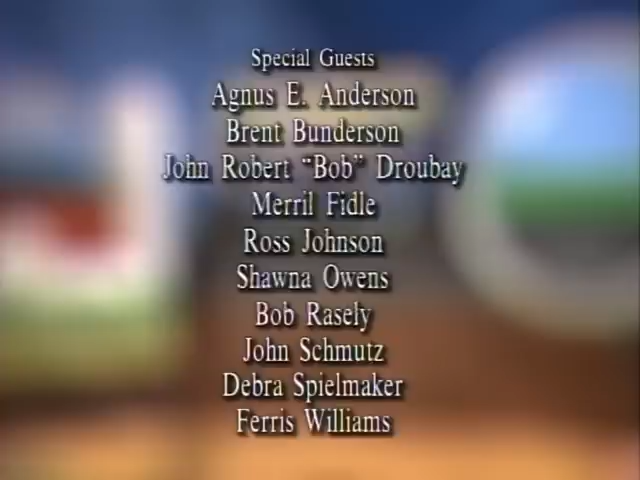 Special Guests
Agnus E. Anderson
Brent Bunderson
John Robert "Bob" Droubay
Merril Fidle
Ross Johnson
Shawna Owens
Bob Rasely
John Schmutz
Debra Spielmaker
Ferris Williams